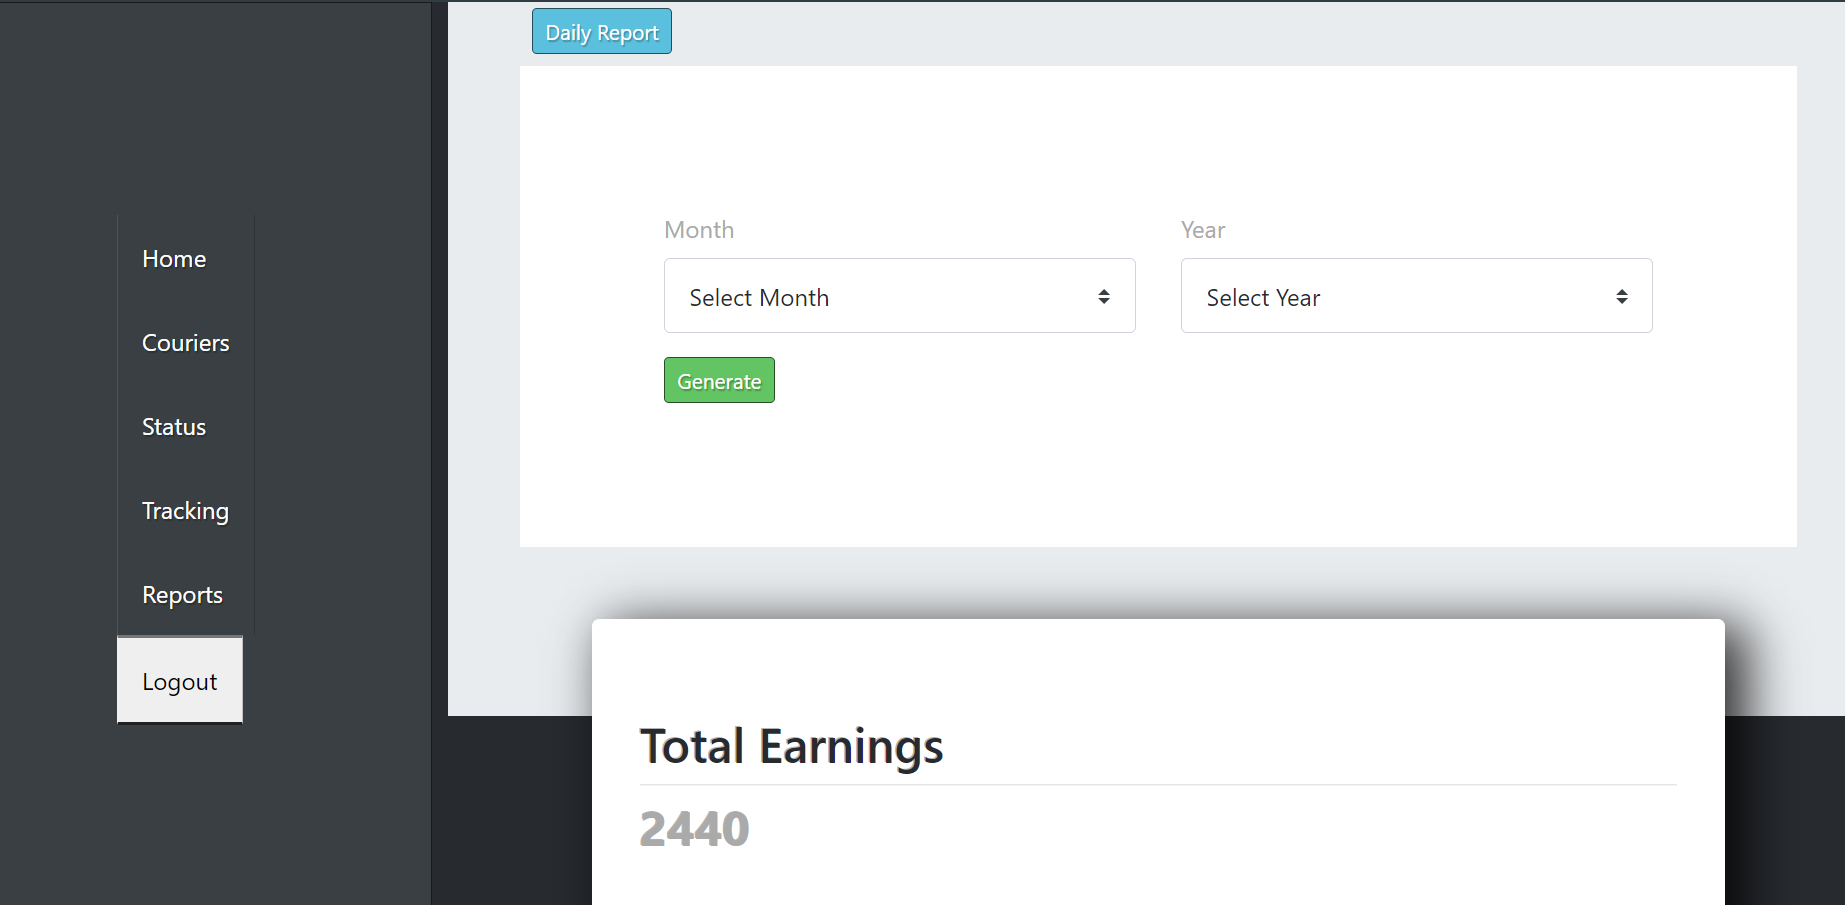 Home
Couriers
Status
Tracking
Reports
Logout
Daily Report
Month
Select Month
Year
Select Year
Generate
Total Earnings
2440